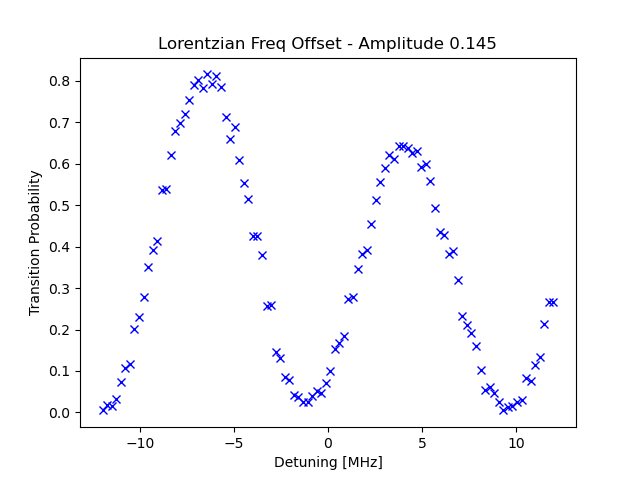 Lorentzian Freq Offset - Amplitude 0.145
Transition Probability
0.8
0.7
0.6
0.5
0.4
0.3
0.2
0.1
0.0
−10 −5 0 5 10
Detuning [MHz]